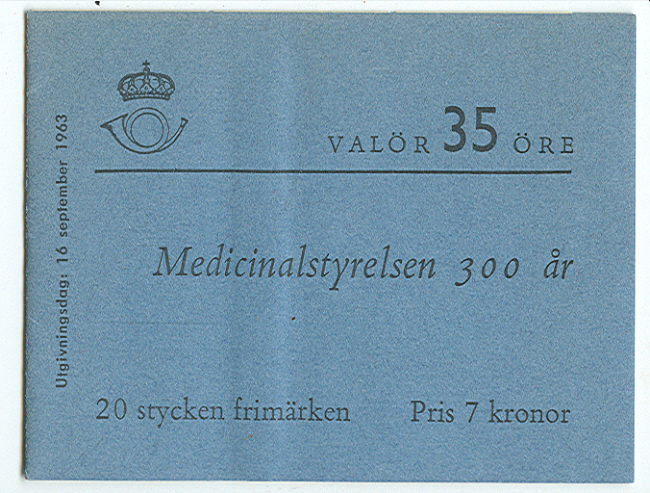 VALÖR 35 ÖRE
Utgivningsdag: 16 september 1963
Medicinalstyrelsen 300 år
20 stycken frimärken Pris 7 kronor